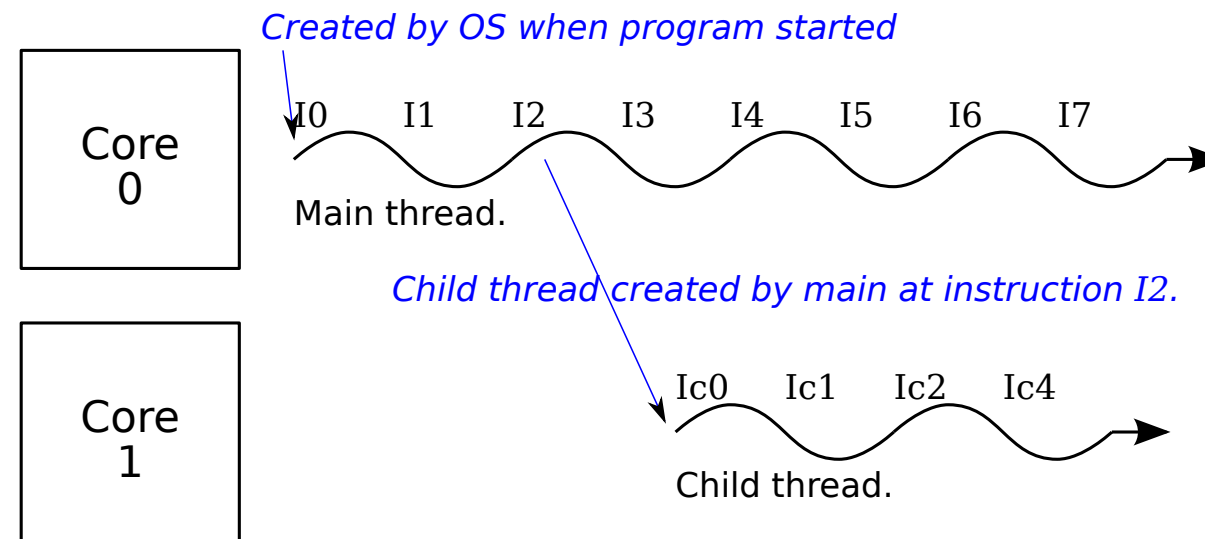 Created by OS when program started
Core
0
I0 I1 I2 I3 I4 I5 I6 I7
Main thread.
Child thread created by main at instruction I2.
Core
1
Ic0 Ic1 Ic2 Ic4
Child thread.